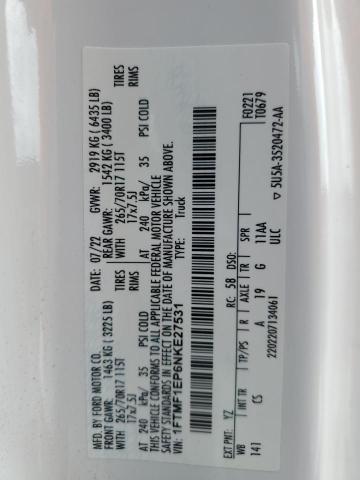 MFD. BY FORD MOTOR CO.
07/22 GVWR: 2919 KG ( 6435 LB)
FRONT GAWR: 1463 KG ( 3225 LB)
REAR GAWR: 1542 KG ( 3400 LB)
WITH 265/70R17 115T TIRES
WITH 265/70R17 115T TIRES
17x7.5J RIMS
17x7.5J RIMS
AT 240 kPa/ 35 PSI COLD
AT 240 kPa/ 35 PSI COLD
THIS VEHICLE CONFORMS TO ALL APPLICABLE FEDERAL MOTOR VEHICLE
SAFETY STANDARDS IN EFFECT ON THE DATE OF MANUFACTURE SHOWN ABOVE.
VIN: 1FTMF1EP6NKE27531
TYPE: Truck
F0221
T0679
EXT PNT: YZ RC: 58 DSO:
WB INT TR TP/PS R AXLE TR SPR
141 CS A 19 G 11AA
ULC
2202207134061
▽ 5U5A-3520472-AA